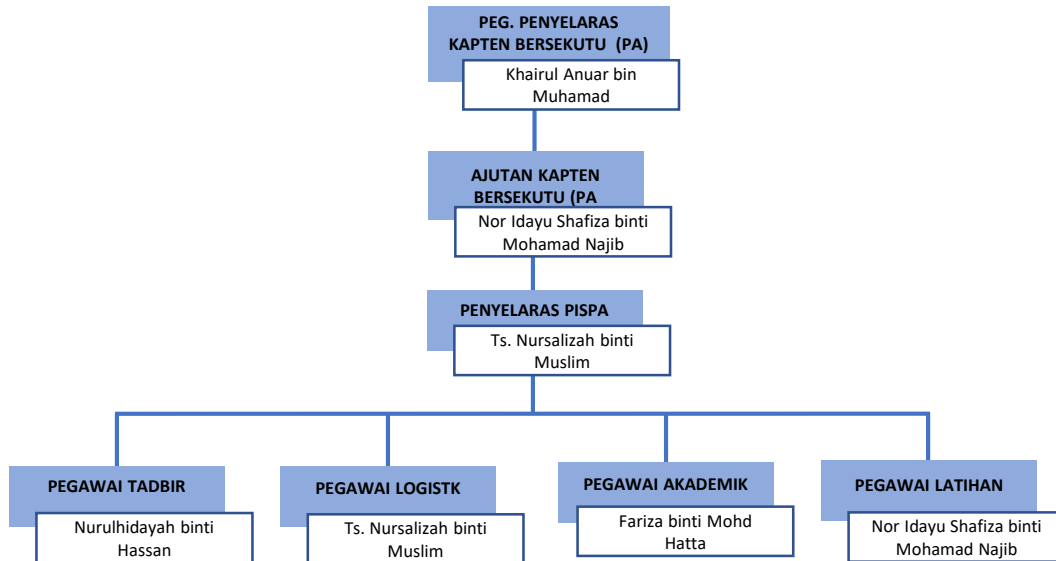 PEG. PENYELARAS
KAPTEN BERSEKUTU (PA)
Khairul Anuar bin
Muhamad
AJUTAN KAPTEN
BERSEKUTU (PA
Nor Idayu Shafiza binti
Mohamad Najib
PENYELARAS PISPA
Ts. Nursalizah binti
Muslim
PEGAWAI TADBIR
Nurulhidayah binti
Hassan
PEGAWAI LOGISTK
Ts. Nursalizah binti
Muslim
PEGAWAI AKADEMIK
Fariza binti Mohd
Hatta
PEGAWAI LATIHAN
Nor Idayu Shafiza binti
Mohamad Najib